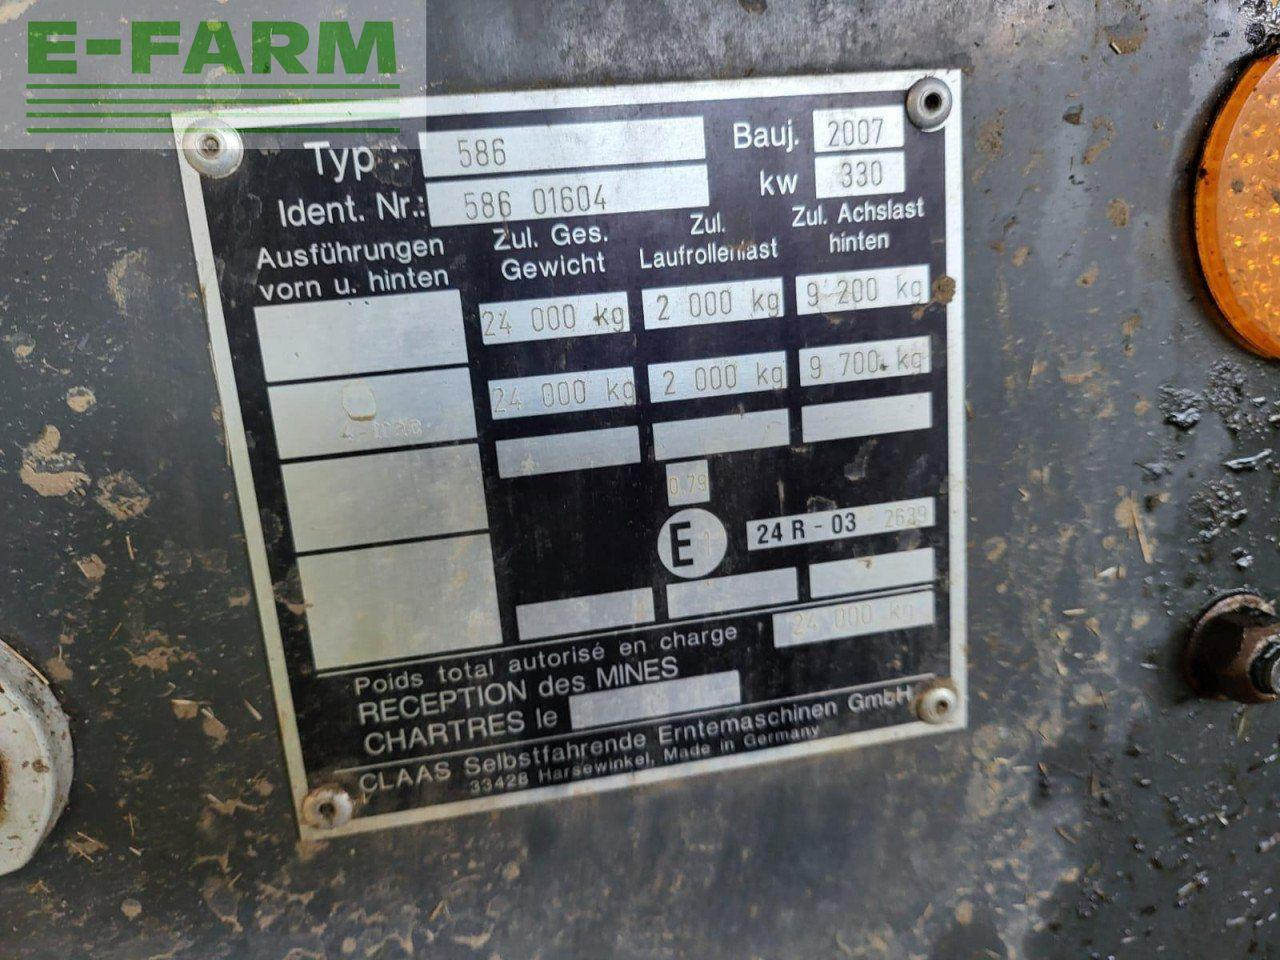 E-FARM
Typ : 586 Bauj. 2007
Ident. Nr.: 586 01604 kw 330
Ausführungen vorn u. hinten Zul. Ges. Gewicht Zul. Laufrollenlast Zul. Achslast hinten
24 000 kg 2 000 kg 9 200 kg
24 000 kg 2 000 kg 9 700 kg
0.79
E 24 R - 03 2639
24 000 kg
Poids total autorisé en charge
RECEPTION des MINES
CHARTRES le
CLAAS Selbstfahrende Erntemaschinen GmbH
33428 Harsewinkel, Made in Germany